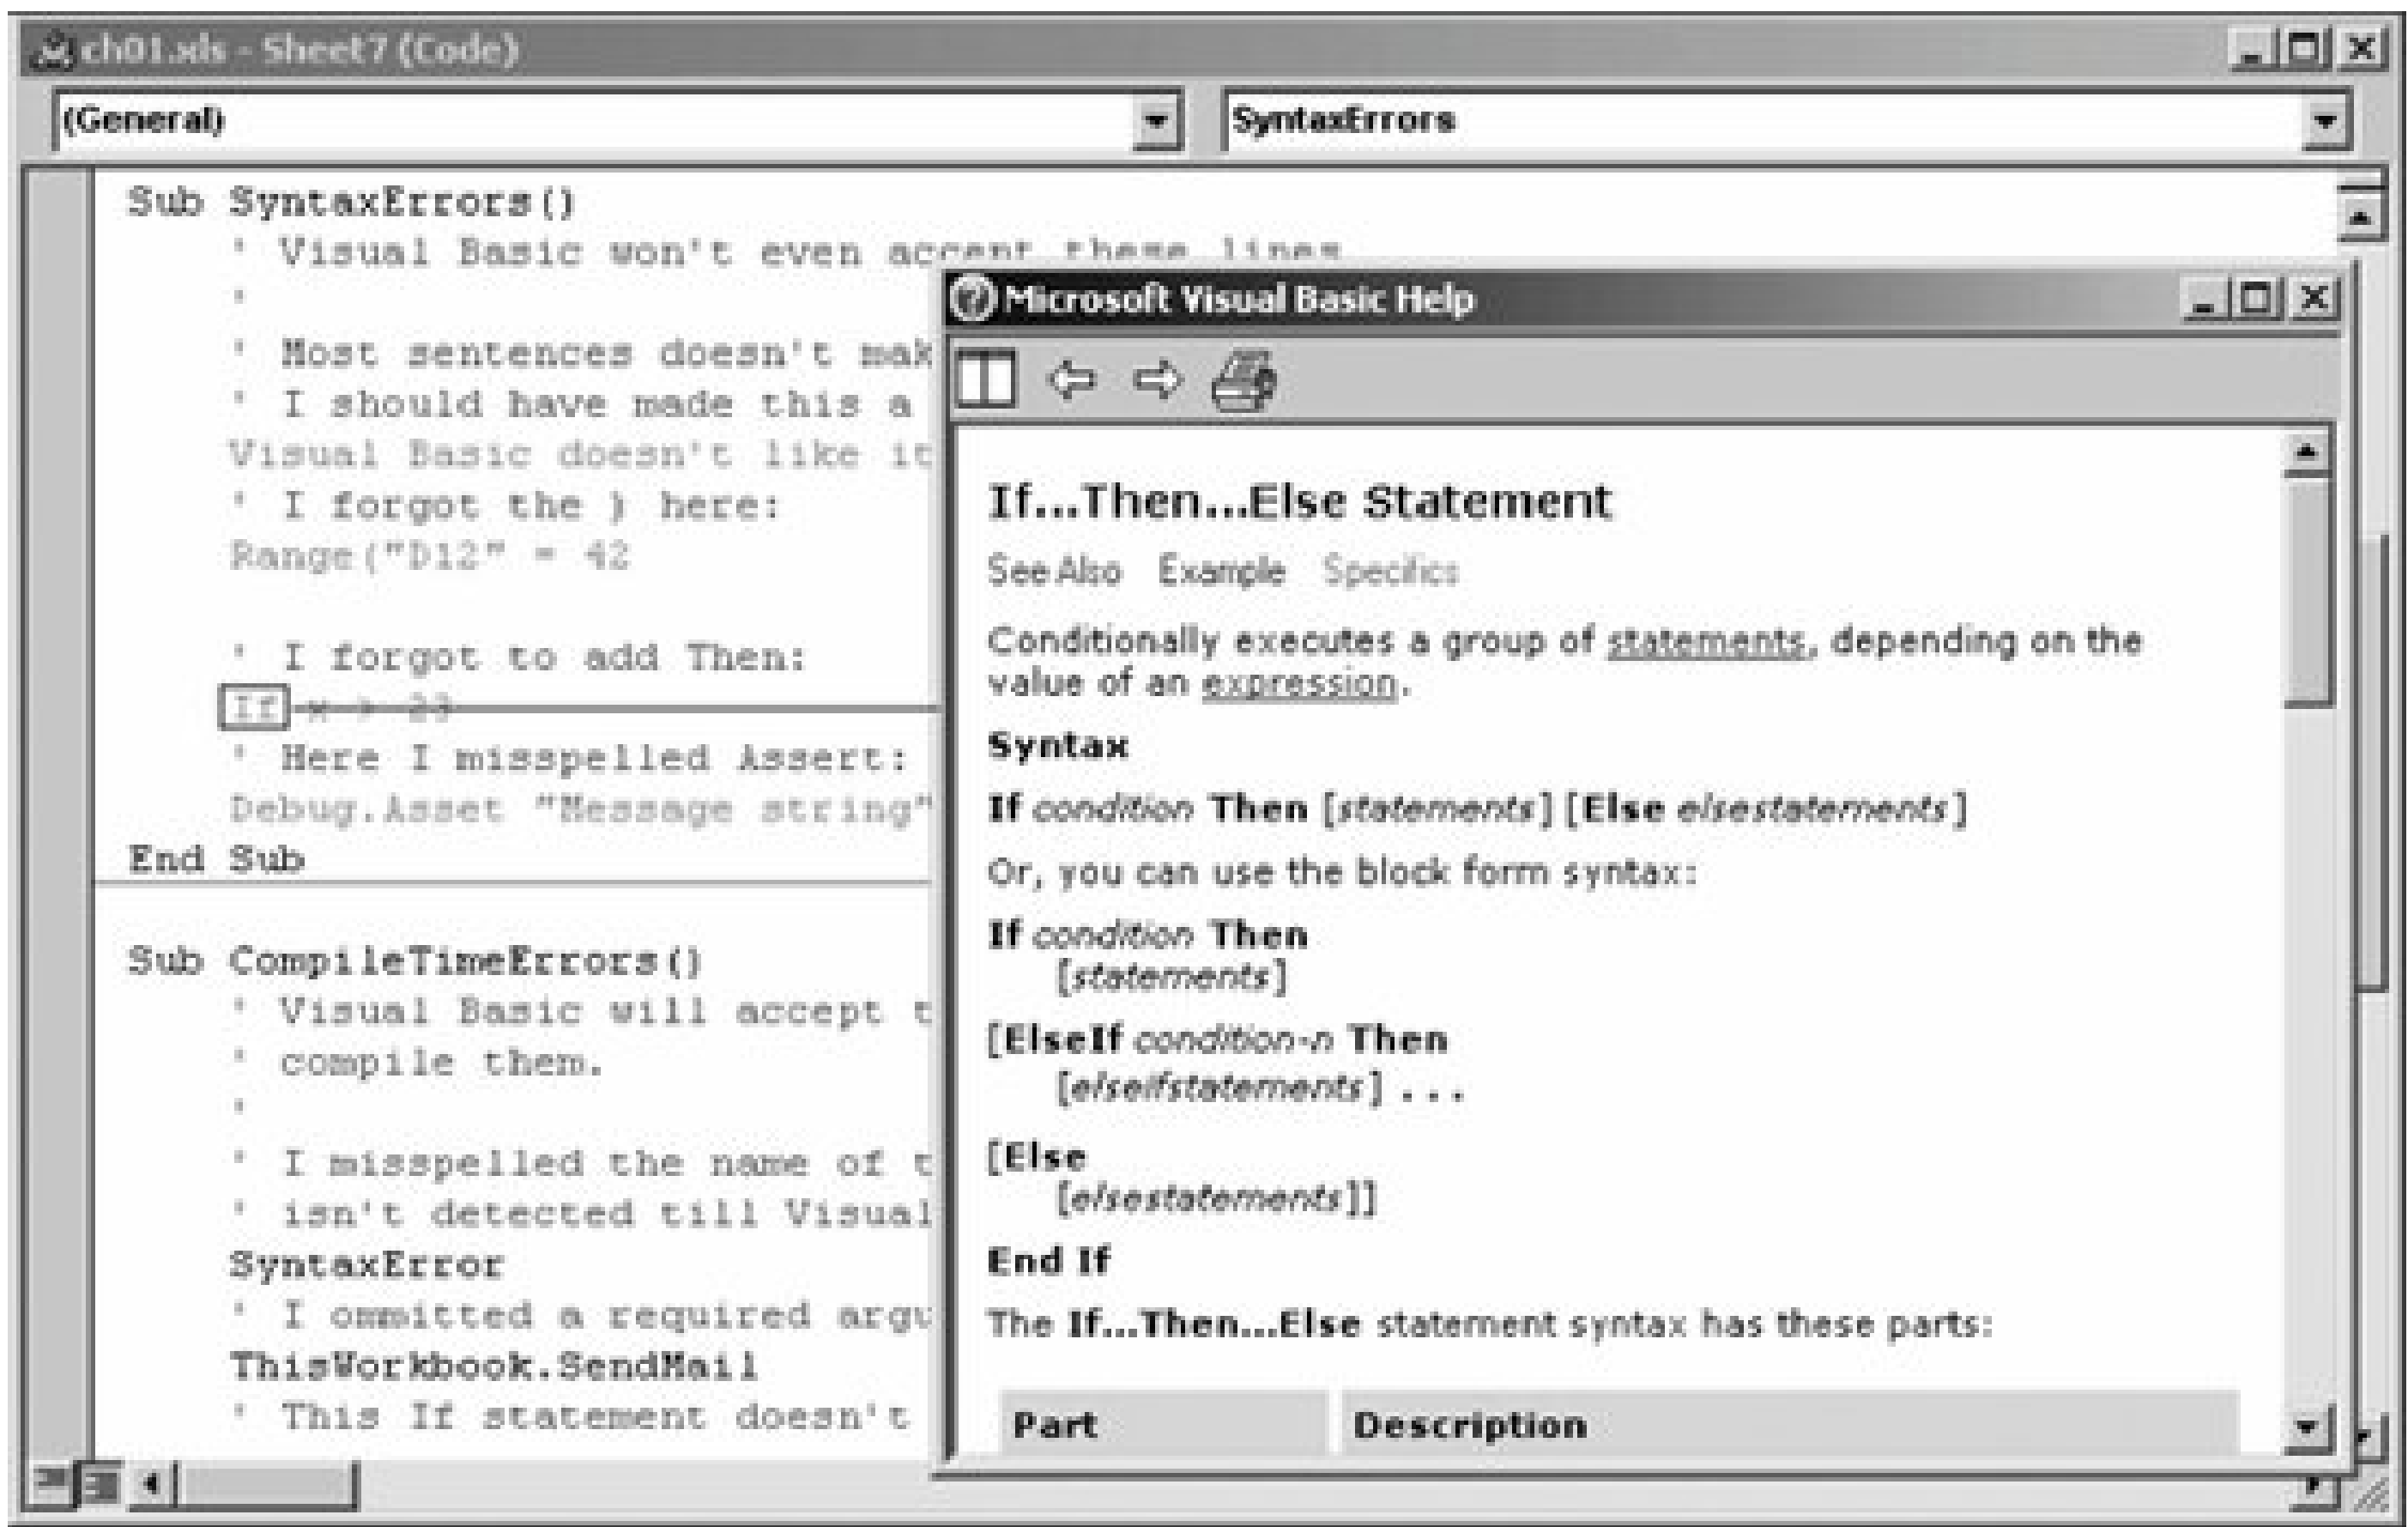 ch01.xls - Sheet7 (Code)
(General)
SyntaxErrors
Sub SyntaxErrors()
' Visual Basic won't even accept these lines
'
' Most sentences doesn't mak
' I should have made this a
Visual Basic doesn't like it
' I forgot the ) here:
Range("D12" = 42
' I forgot to add Then:
If x > 23
' Here I misspelled Assert:
Debug.Asset "Message string"
End Sub
Sub CompileTimeErrors()
' Visual Basic will accept t
' compile them.
'
' I misspelled the name of t
' isn't detected till Visual
SyntaxError
' I ommitted a required argu
ThisWorkbook.SendMail
' This If statement doesn't
Microsoft Visual Basic Help
If...Then...Else Statement
See Also Example Specifics
Conditionally executes a group of statements, depending on the
value of an expression.
Syntax
If condition Then [statements] [Else elsestatements]
Or, you can use the block form syntax:
If condition Then
[statements]
[ElseIf condition-n Then
[elseifstatements] . . .
[Else
[elsestatements]]
End If
The If...Then...Else statement syntax has these parts:
Part Description